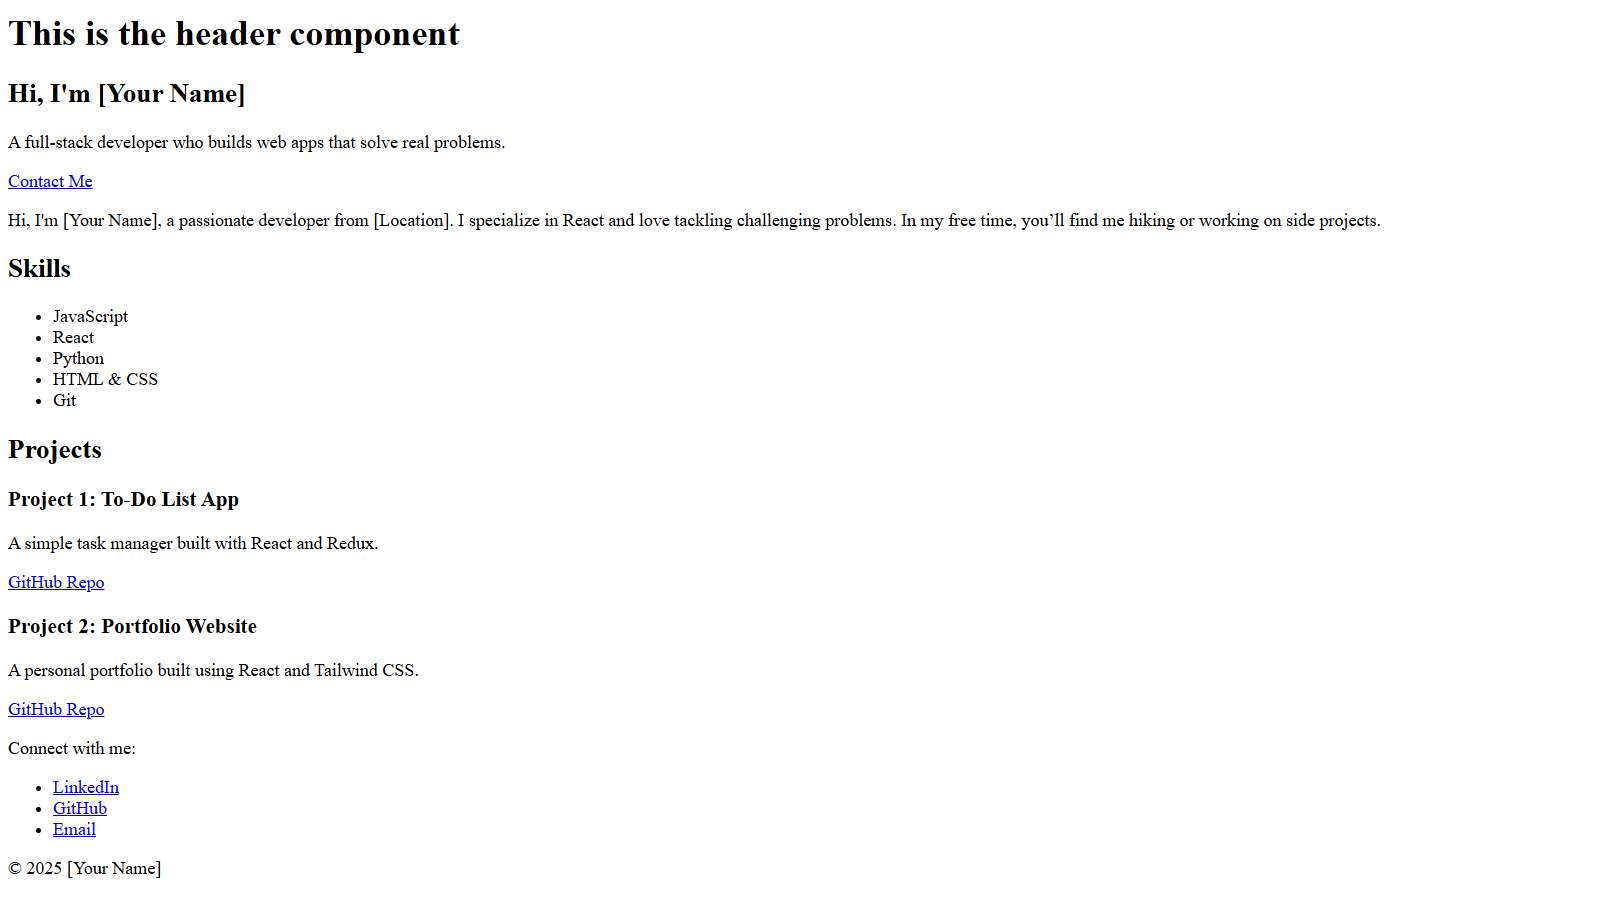 This is the header component
Hi, I'm [Your Name]
A full-stack developer who builds web apps that solve real problems.
Contact Me
Hi, I'm [Your Name], a passionate developer from [Location]. I specialize in React and love tackling challenging problems. In my free time, you’ll find me hiking or working on side projects.
Skills
• JavaScript
• React
• Python
• HTML & CSS
• Git
Projects
Project 1: To-Do List App
A simple task manager built with React and Redux.
GitHub Repo
Project 2: Portfolio Website
A personal portfolio built using React and Tailwind CSS.
GitHub Repo
Connect with me:
• LinkedIn
• GitHub
• Email
© 2025 [Your Name]